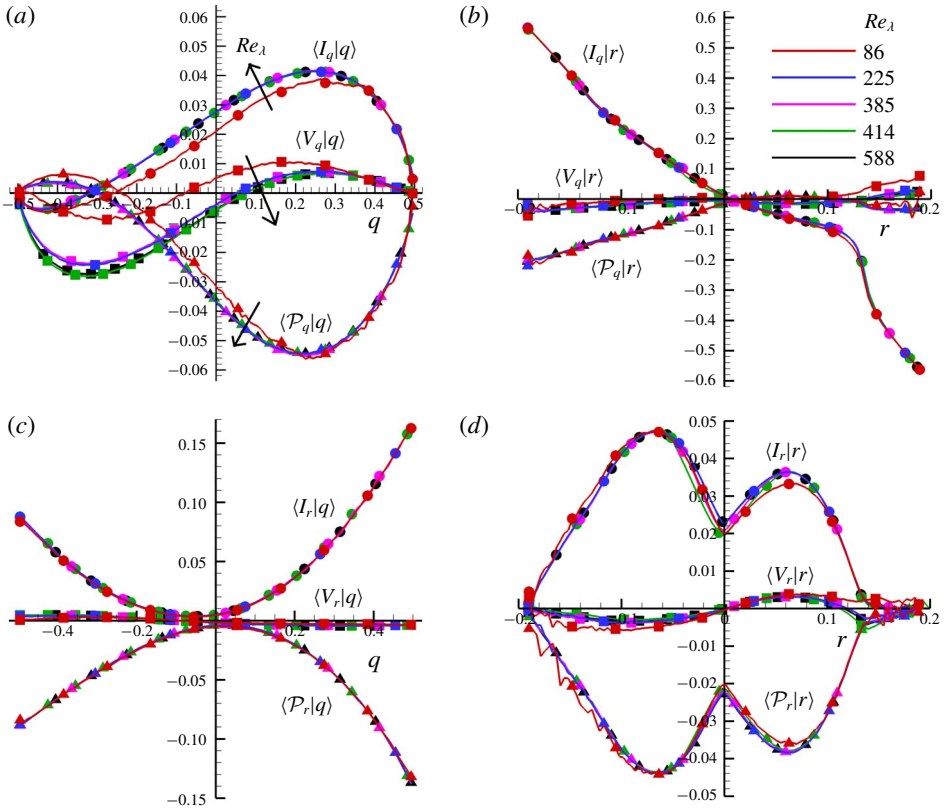 (a)
0.06
0.05
0.04
0.03
0.02
0.01
0
−0.01
−0.02
−0.03
−0.04
−0.05
−0.06
−0.5 −0.4 −0.3 −0.2 −0.1 0.1 0.2 0.3 0.4 0.5
Re_λ
⟨I_q|q⟩
⟨V_q|q⟩
⟨𝒫_q|q⟩
q
(b)
0.6
0.5
0.4
0.3
0.2
0.1
0
−0.1
−0.2
−0.3
−0.4
−0.5
−0.6
−0.2 −0.1 0.1 0.2
⟨I_q|r⟩
⟨V_q|r⟩
⟨𝒫_q|r⟩
r
Re_λ
86
225
385
414
588
(c)
0.15
0.10
0.05
0
−0.05
−0.10
−0.15
−0.4 −0.2 0.2 0.4
⟨I_r|q⟩
⟨V_r|q⟩
⟨𝒫_r|q⟩
q
(d)
0.05
0.04
0.03
0.02
0.01
0
−0.01
−0.02
−0.03
−0.04
−0.05
−0.2 −0.1 0 0.1 0.2
⟨I_r|r⟩
⟨V_r|r⟩
⟨𝒫_r|r⟩
r